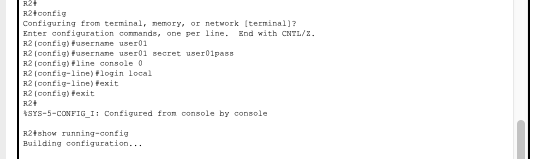 R2#
R2#config
Configuring from terminal, memory, or network [terminal]?
Enter configuration commands, one per line.  End with CNTL/Z.
R2(config)#username user01
R2(config)#username user01 secret user01pass
R2(config)#line console 0
R2(config-line)#login local
R2(config-line)#exit
R2(config)#exit
R2#
%SYS-5-CONFIG_I: Configured from console by console

R2#show running-config
Building configuration...